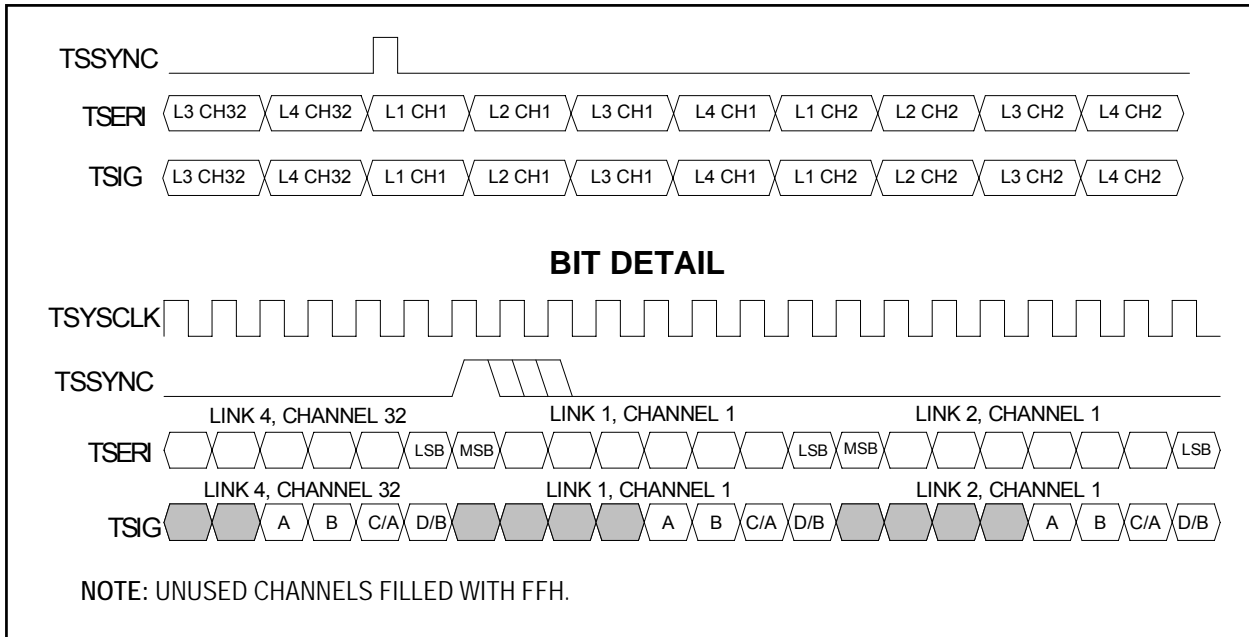 TSSYNC
TSERI L3 CH32 L4 CH32 L1 CH1 L2 CH1 L3 CH1 L4 CH1 L1 CH2 L2 CH2 L3 CH2 L4 CH2
TSIG L3 CH32 L4 CH32 L1 CH1 L2 CH1 L3 CH1 L4 CH1 L1 CH2 L2 CH2 L3 CH2 L4 CH2
BIT DETAIL
TSYSCLK
TSSYNC
LINK 4, CHANNEL 32 LINK 1, CHANNEL 1 LINK 2, CHANNEL 1
TSERI LSB MSB LSB MSB LSB
LINK 4, CHANNEL 32 LINK 1, CHANNEL 1 LINK 2, CHANNEL 1
TSIG A B C/A D/B A B C/A D/B A B C/A D/B
NOTE: UNUSED CHANNELS FILLED WITH FFH.